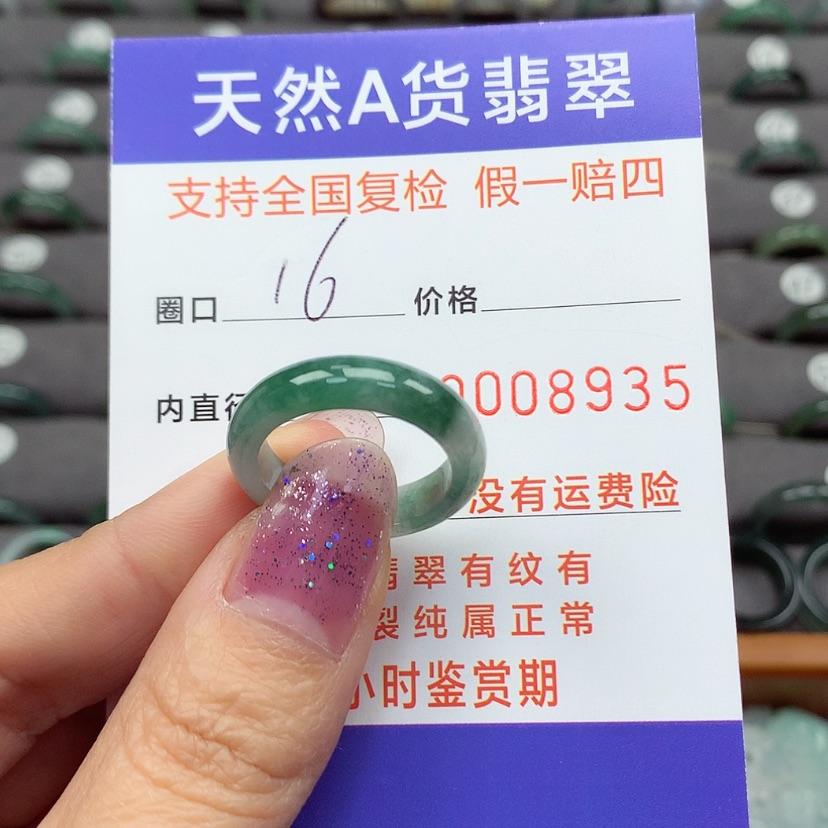 天然A货翡翠
支持全国复检 假一赔四
圈口 16 价格
内直 008935
没有运费险
翠有纹有
裂纯属正常
小时鉴赏期